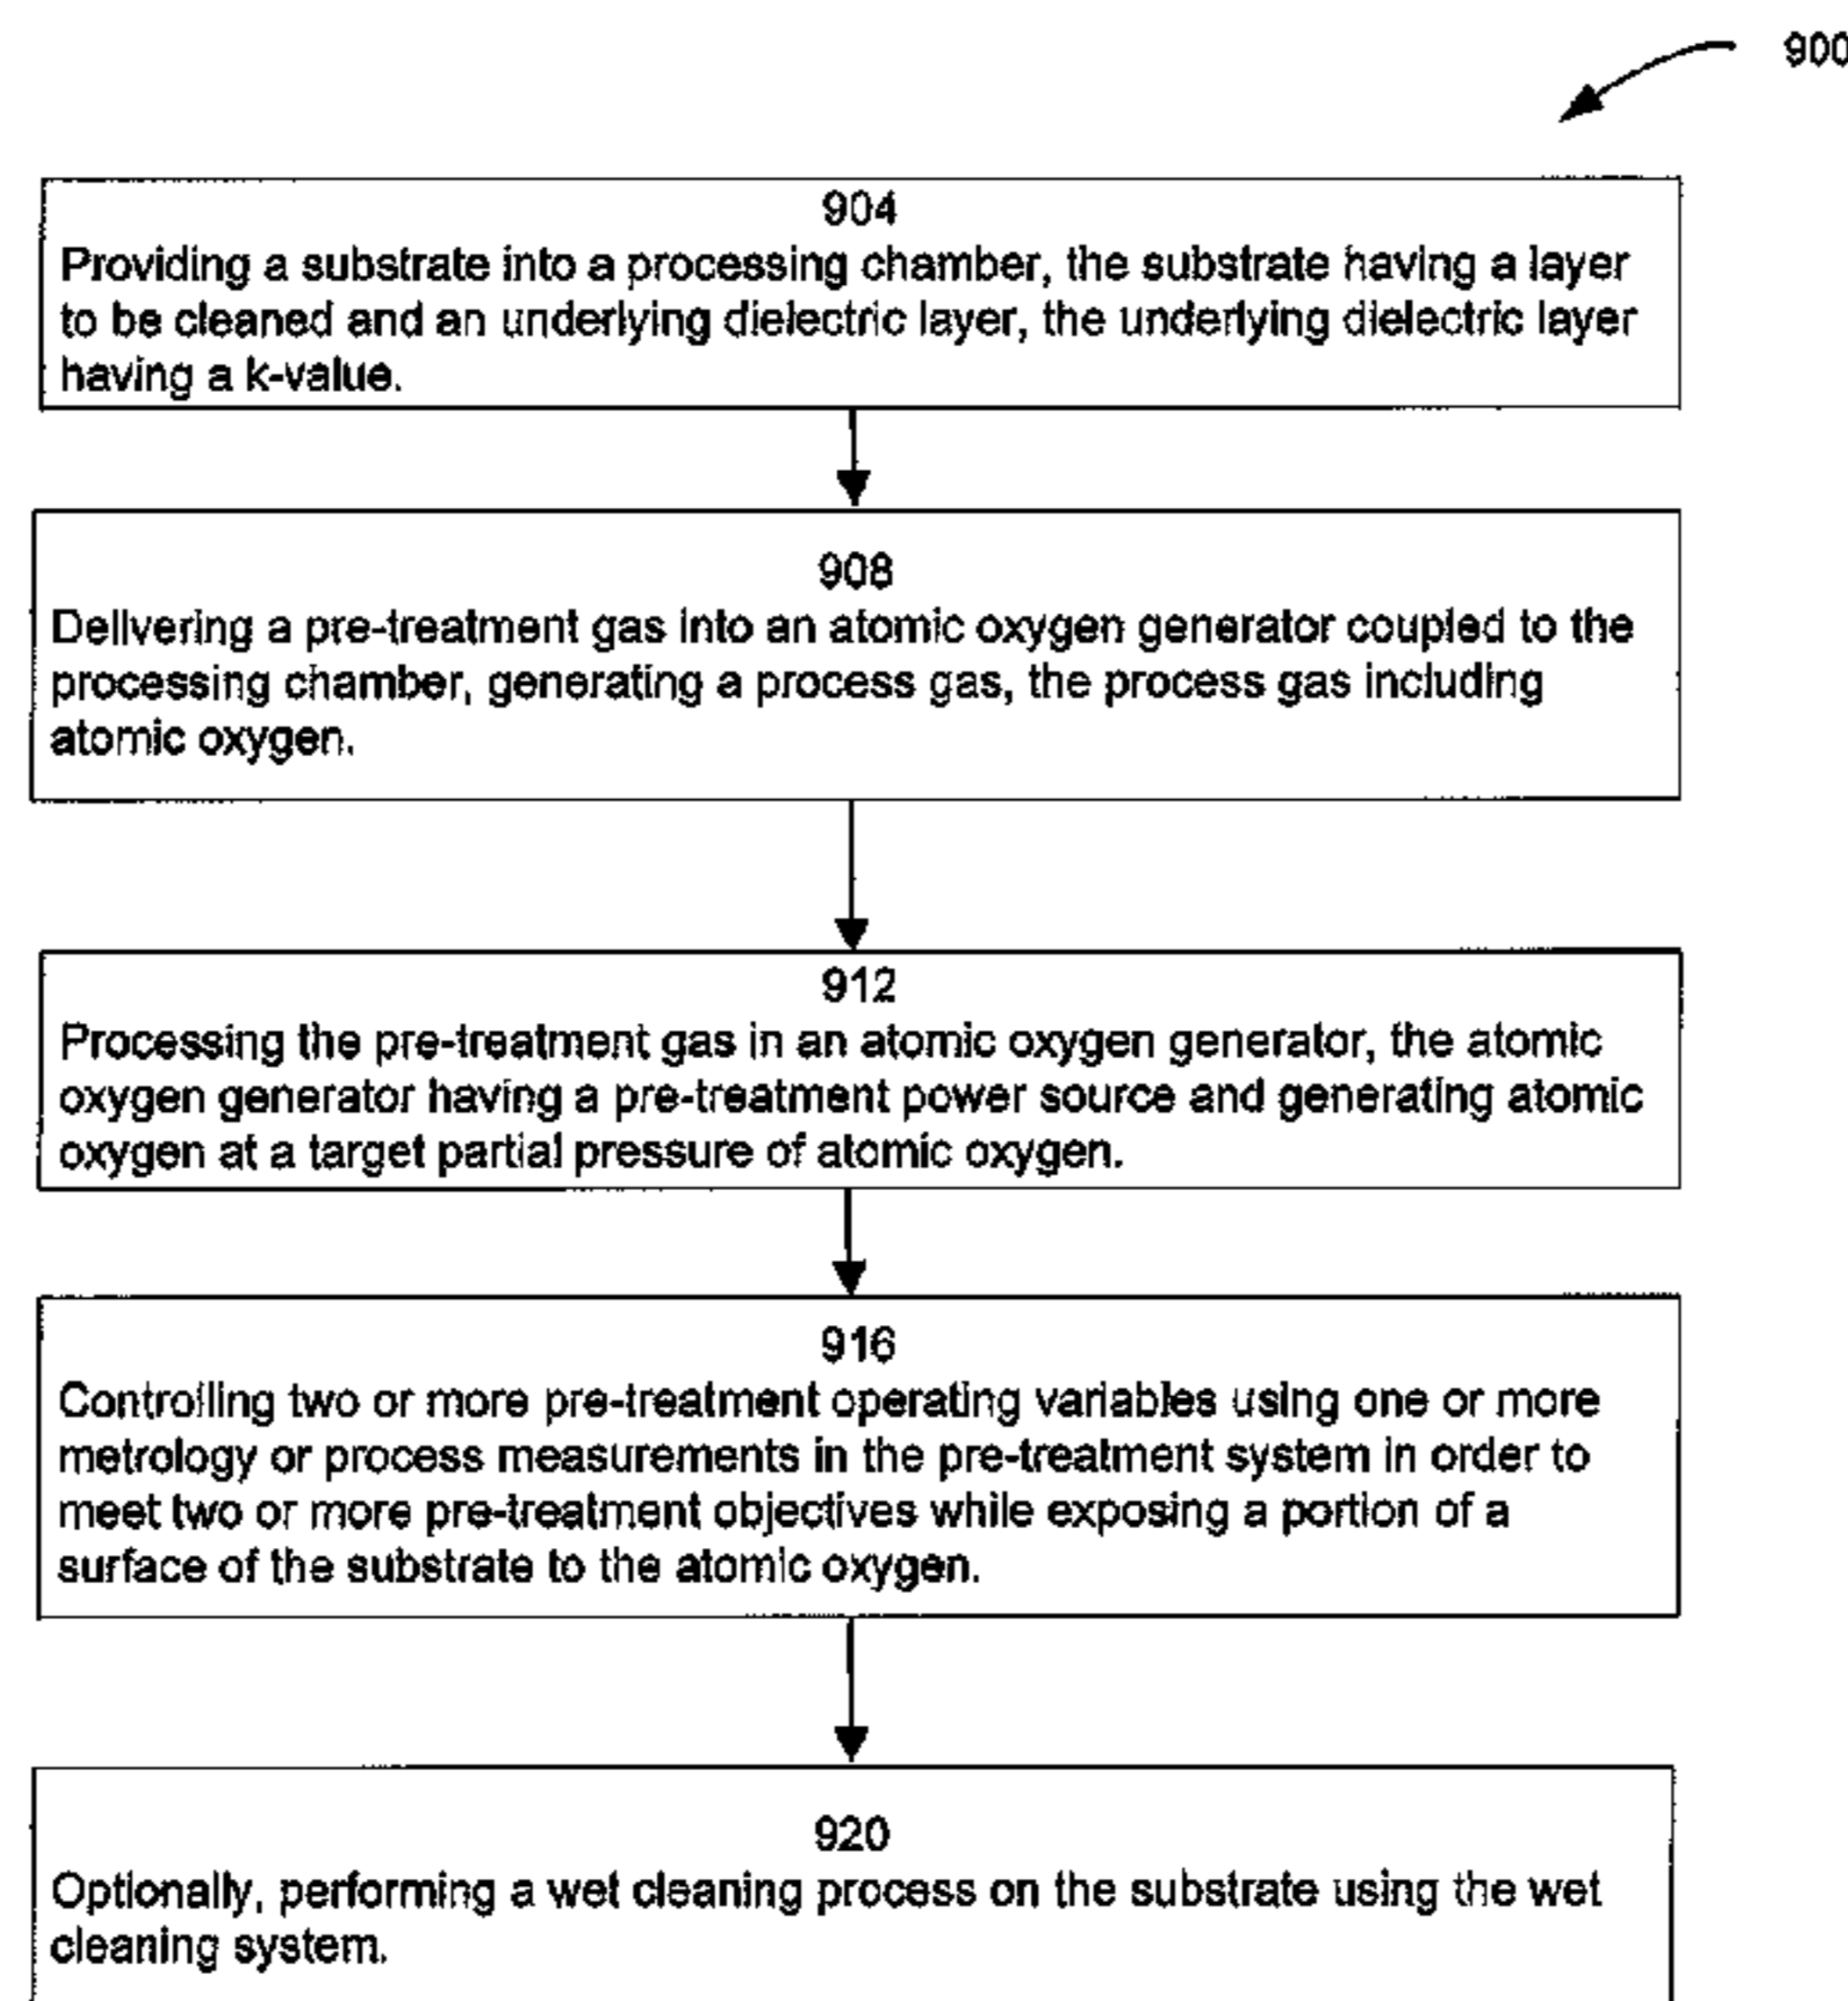 900
904
Providing a substrate into a processing chamber, the substrate having a layer
to be cleaned and an underlying dielectric layer, the underlying dielectric layer
having a k-value.
908
Delivering a pre-treatment gas into an atomic oxygen generator coupled to the
processing chamber, generating a process gas, the process gas including
atomic oxygen.
912
Processing the pre-treatment gas in an atomic oxygen generator, the atomic
oxygen generator having a pre-treatment power source and generating atomic
oxygen at a target partial pressure of atomic oxygen.
916
Controlling two or more pre-treatment operating variables using one or more
metrology or process measurements in the pre-treatment system in order to
meet two or more pre-treatment objectives while exposing a portion of a
surface of the substrate to the atomic oxygen.
920
Optionally, performing a wet cleaning process on the substrate using the wet
cleaning system.